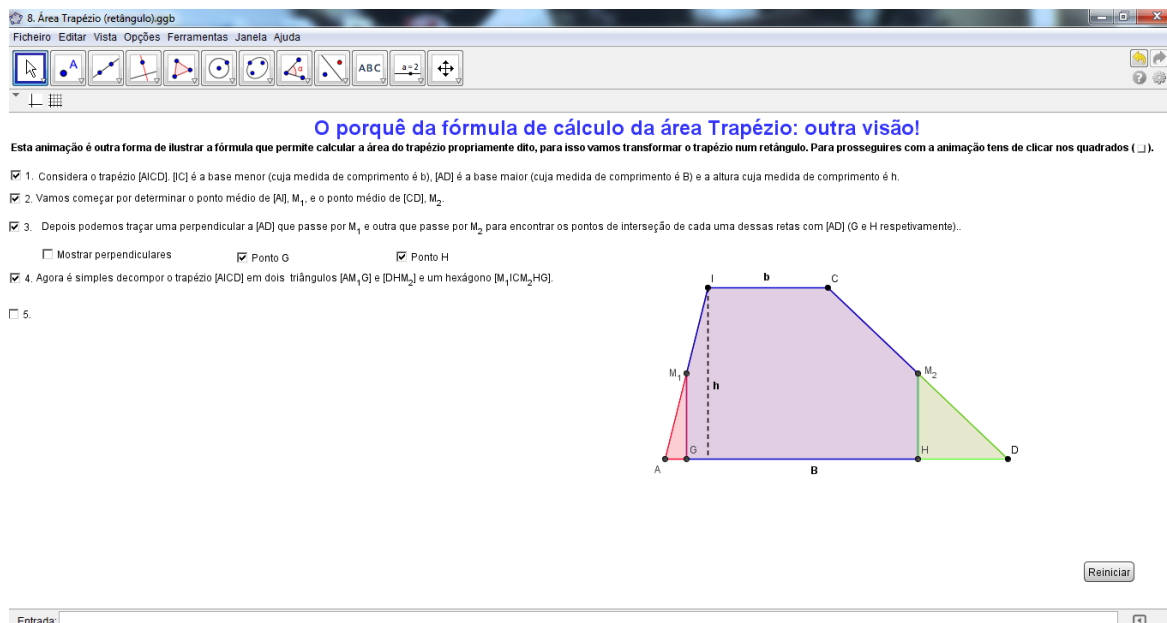 8. Área Trapézio (retângulo).ggb
Ficheiro Editar Vista Opções Ferramentas Janela Ajuda
A
α
ABC
a=2
O porquê da fórmula de cálculo da área Trapézio: outra visão!
Esta animação é outra forma de ilustrar a fórmula que permite calcular a área do trapézio propriamente dito, para isso vamos transformar o trapézio num retângulo. Para prosseguires com a animação tens de clicar nos quadrados ( □ ).
1. Considera o trapézio [AICD]. [IC] é a base menor (cuja medida de comprimento é b), [AD] é a base maior (cuja medida de comprimento é B) e a altura cuja medida de comprimento é h.
2. Vamos começar por determinar o ponto médio de [AI], M₁, e o ponto médio de [CD], M₂.
3. Depois podemos traçar uma perpendicular a [AD] que passe por M₁ e outra que passe por M₂ para encontrar os pontos de interseção de cada uma dessas retas com [AD] (G e H respetivamente)..
Mostrar perpendiculares Ponto G Ponto H
4. Agora é simples decompor o trapézio [AICD] em dois triângulos [AM₁G] e [DHM₂] e um hexágono [M₁ICM₂HG].
5.
I b C
M₁ M₂
h
G H D
A B
Reiniciar
Entrada: